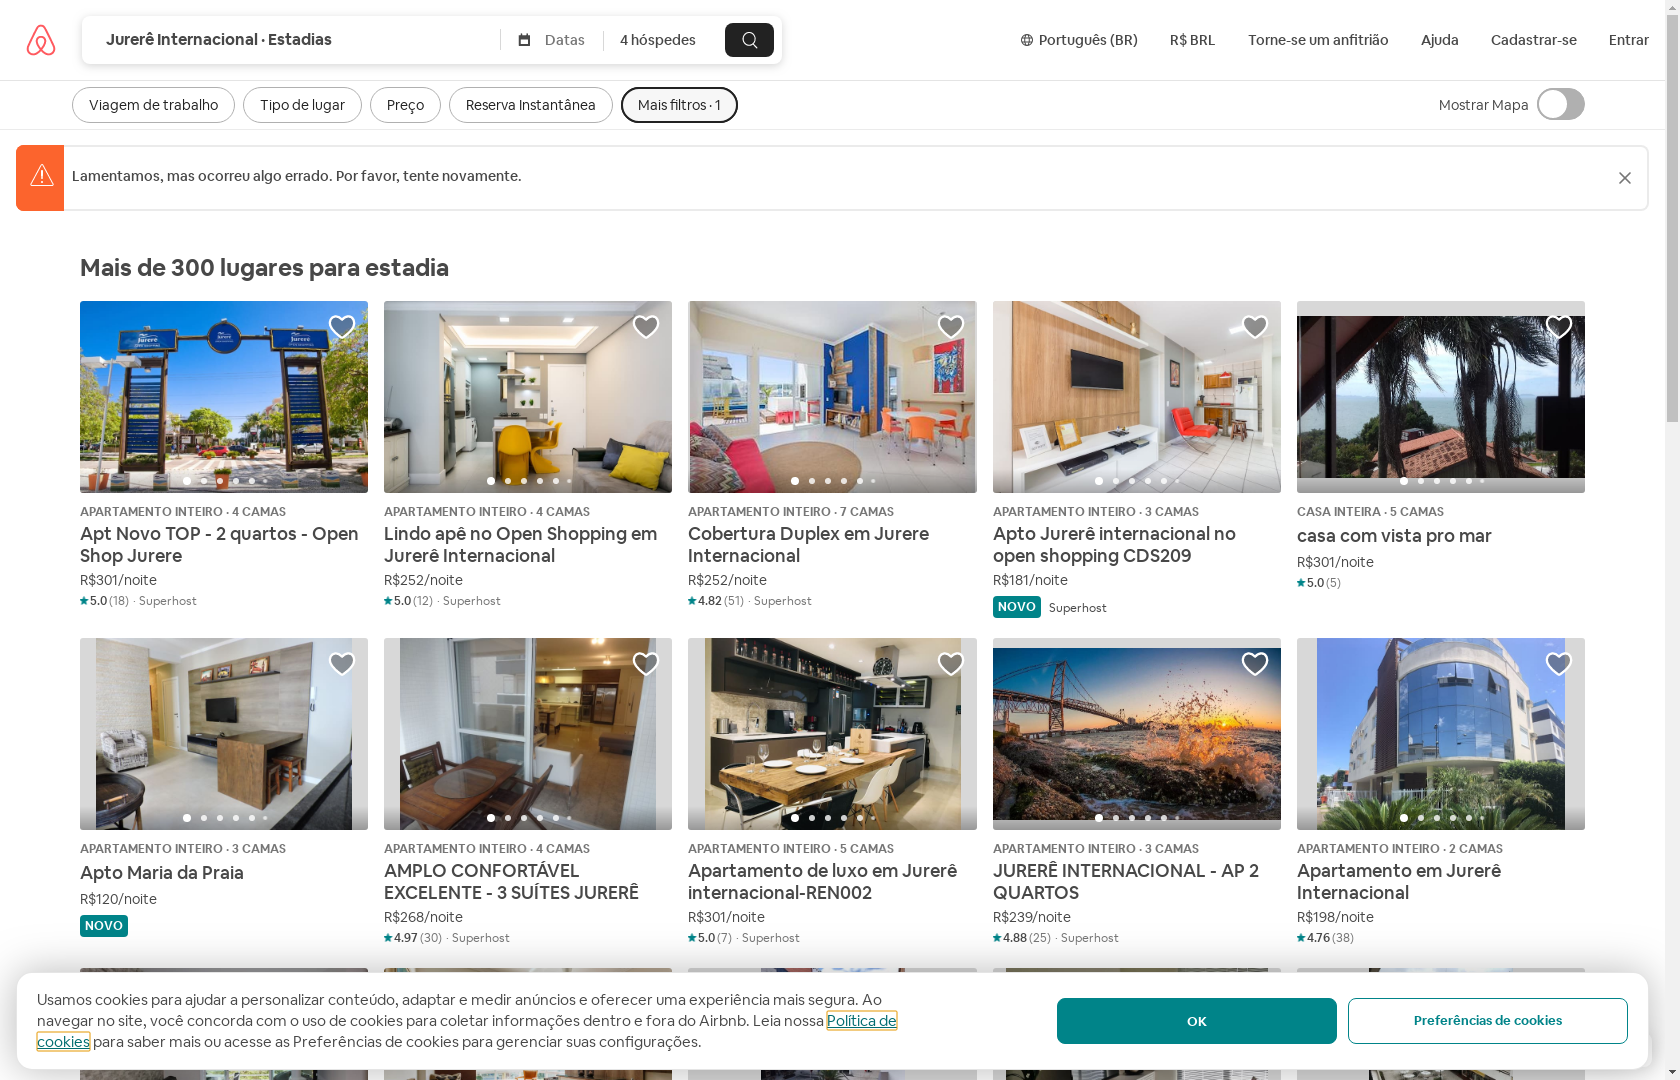 Jurerê Internacional · Estadias
Datas
4 hóspedes
Português (BR)
R$ BRL
Torne-se um anfitrião
Ajuda
Cadastrar-se
Entrar
Viagem de trabalho
Tipo de lugar
Preço
Reserva Instantânea
Mais filtros · 1
Mostrar Mapa
Lamentamos, mas ocorreu algo errado. Por favor, tente novamente.
Mais de 300 lugares para estadia
APARTAMENTO INTEIRO · 4 CAMAS
Apt Novo TOP - 2 quartos - Open
Shop Jurere
R$301/noite
5.0 (18) · Superhost
APARTAMENTO INTEIRO · 4 CAMAS
Lindo apê no Open Shopping em
Jurerê Internacional
R$252/noite
5.0 (12) · Superhost
APARTAMENTO INTEIRO · 7 CAMAS
Cobertura Duplex em Jurere
Internacional
R$252/noite
4.82 (51) · Superhost
APARTAMENTO INTEIRO · 3 CAMAS
Apto Jurerê internacional no
open shopping CDS209
R$181/noite
NOVO Superhost
CASA INTEIRA · 5 CAMAS
casa com vista pro mar
R$301/noite
5.0 (5)
APARTAMENTO INTEIRO · 3 CAMAS
Apto Maria da Praia
R$120/noite
NOVO
APARTAMENTO INTEIRO · 4 CAMAS
AMPLO CONFORTÁVEL
EXCELENTE - 3 SUÍTES JURERÊ
R$268/noite
4.97 (30) · Superhost
APARTAMENTO INTEIRO · 5 CAMAS
Apartamento de luxo em Jurerê
internacional-REN002
R$301/noite
5.0 (7) · Superhost
APARTAMENTO INTEIRO · 3 CAMAS
JURERÊ INTERNACIONAL - AP 2
QUARTOS
R$239/noite
4.88 (25) · Superhost
APARTAMENTO INTEIRO · 2 CAMAS
Apartamento em Jurerê
Internacional
R$198/noite
4.76 (38)
Usamos cookies para ajudar a personalizar conteúdo, adaptar e medir anúncios e oferecer uma experiência mais segura. Ao
navegar no site, você concorda com o uso de cookies para coletar informações dentro e fora do Airbnb. Leia nossa Política de
cookies para saber mais ou acesse as Preferências de cookies para gerenciar suas configurações.
OK
Preferências de cookies